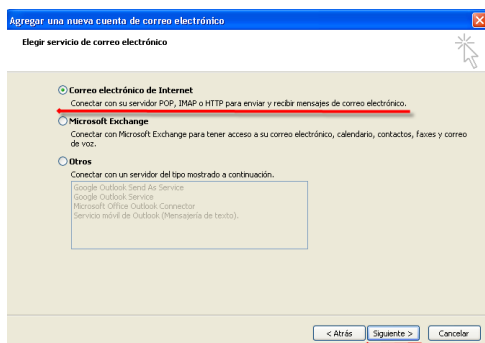 Agregar una nueva cuenta de correo electrónico
Elegir servicio de correo electrónico
Correo electrónico de Internet
Conectar con su servidor POP, IMAP o HTTP para enviar y recibir mensajes de correo electrónico.
Microsoft Exchange
Conectar con Microsoft Exchange para tener acceso a su correo electrónico, calendario, contactos, faxes y correo
de voz.
Otros
Conectar con un servidor del tipo mostrado a continuación.
Google Outlook Send As Service
Google Outlook Service
Microsoft Office Outlook Connector
Servicio móvil de Outlook (Mensajería de texto).
< Atrás
Siguiente >
Cancelar